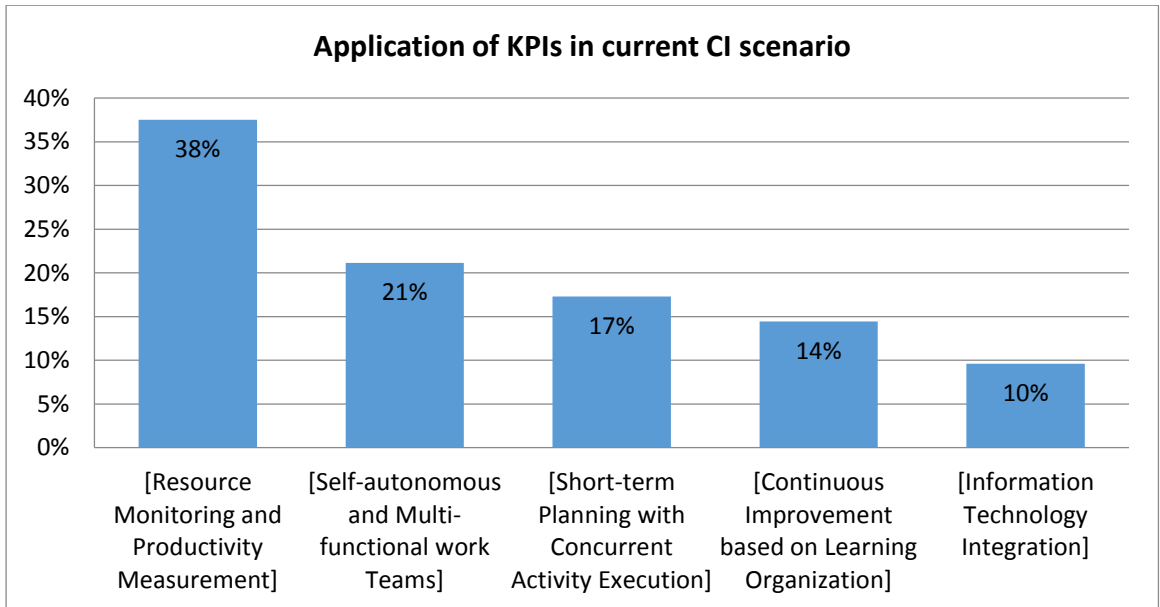 Application of KPIs in current CI scenario
40%
35%
30%
25%
20%
15%
10%
5%
0%
38%
21%
17%
14%
10%
[Resource
Monitoring and
Productivity
Measurement]
[Self-autonomous
and Multi-
functional work
Teams]
[Short-term
Planning with
Concurrent
Activity Execution]
[Continuous
Improvement
based on Learning
Organization]
[Information
Technology
Integration]